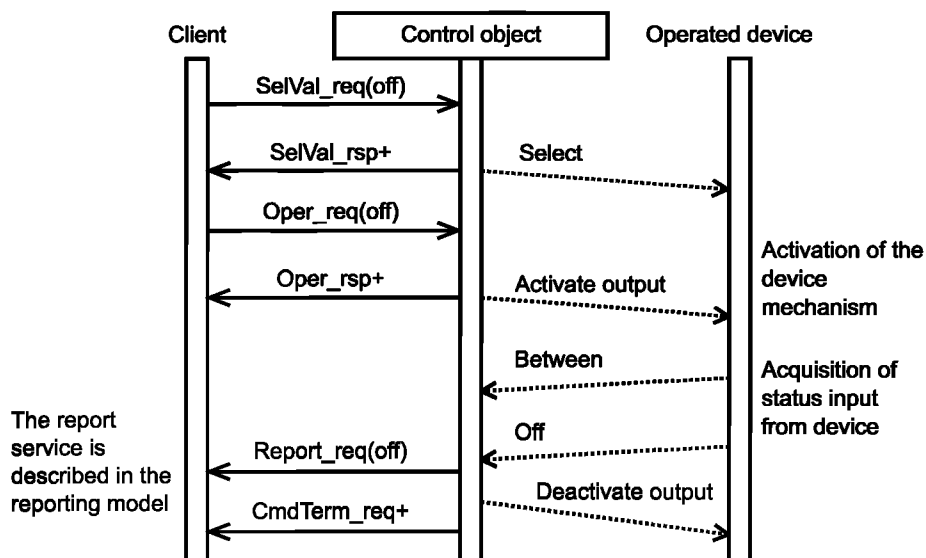 Client
Control object
Operated device
SelVal_req(off)
SelVal_rsp+
Select
Oper_req(off)
Oper_rsp+
Activate output
Activation of the
device
mechanism
Between
Acquisition of
status input
from device
Off
The report
service is
described in the
reporting model
Report_req(off)
Deactivate output
CmdTerm_req+